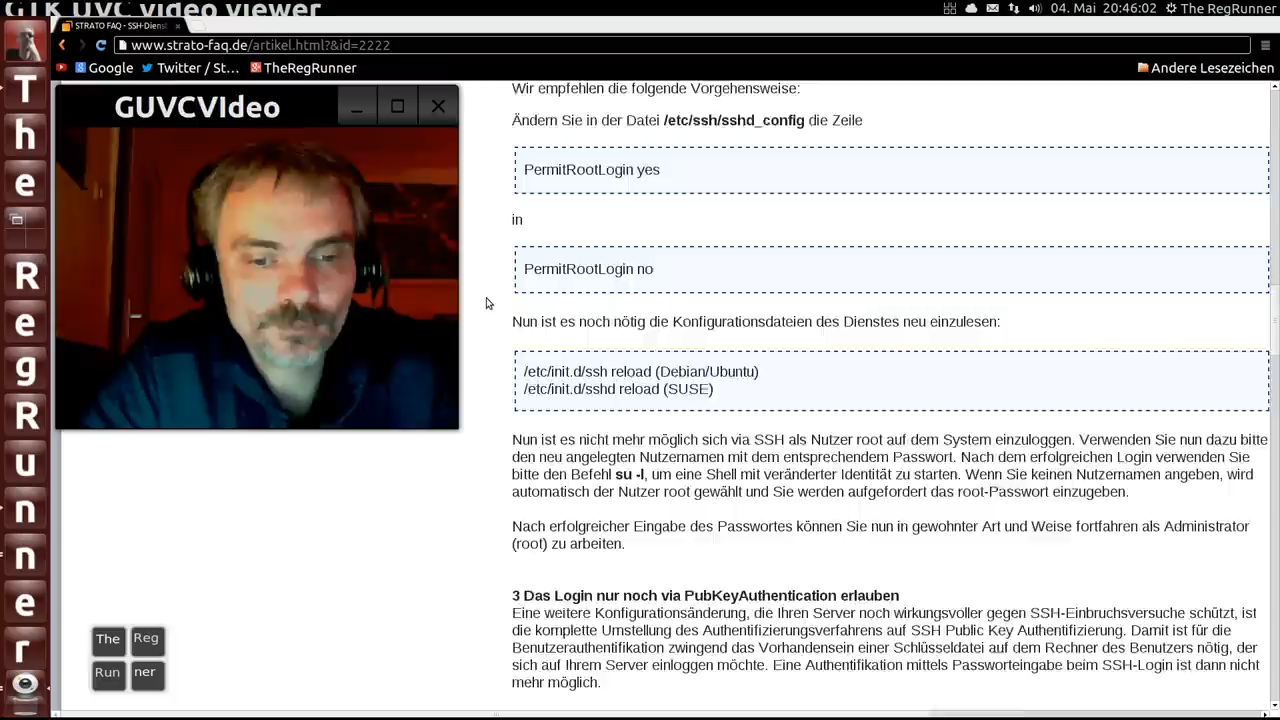 GTK UVC video viewer
04. Mai 20:46:02 The RegRunner
STRATO FAQ - SSH-Diens
www.strato-faq.de/artikel.html?&id=2222
Google Twitter / St... TheRegRunner Andere Lesezeichen
GUVCVIdeo
T
h
e
R
e
g
R
u
n
n
e
r
The Reg
Run ner
Wir empfehlen die folgende Vorgehensweise:
Ändern Sie in der Datei /etc/ssh/sshd_config die Zeile
PermitRootLogin yes
in
PermitRootLogin no
Nun ist es noch nötig die Konfigurationsdateien des Dienstes neu einzulesen:
/etc/init.d/ssh reload (Debian/Ubuntu)
/etc/init.d/sshd reload (SUSE)
Nun ist es nicht mehr möglich sich via SSH als Nutzer root auf dem System einzuloggen. Verwenden Sie nun dazu bitte
den neu angelegten Nutzernamen mit dem entsprechendem Passwort. Nach dem erfolgreichen Login verwenden Sie
bitte den Befehl su -l, um eine Shell mit veränderter Identität zu starten. Wenn Sie keinen Nutzernamen angeben, wird
automatisch der Nutzer root gewählt und Sie werden aufgefordert das root-Passwort einzugeben.
Nach erfolgreicher Eingabe des Passwortes können Sie nun in gewohnter Art und Weise fortfahren als Administrator
(root) zu arbeiten.
3 Das Login nur noch via PubKeyAuthentication erlauben
Eine weitere Konfigurationsänderung, die Ihren Server noch wirkungsvoller gegen SSH-Einbruchsversuche schützt, ist
die komplette Umstellung des Authentifizierungsverfahrens auf SSH Public Key Authentifizierung. Damit ist für die
Benutzerauthentifikation zwingend das Vorhandensein einer Schlüsseldatei auf dem Rechner des Benutzers nötig, der
sich auf Ihrem Server einloggen möchte. Eine Authentifikation mittels Passworteingabe beim SSH-Login ist dann nicht
mehr möglich.